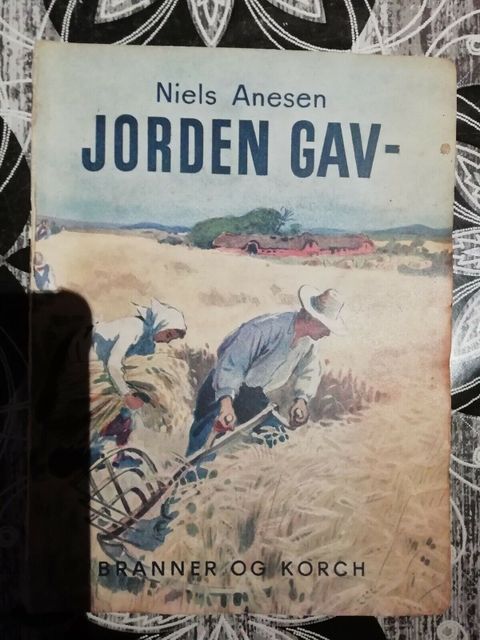 Niels Anesen
JORDEN GAV-
BRANNER OG KORCH